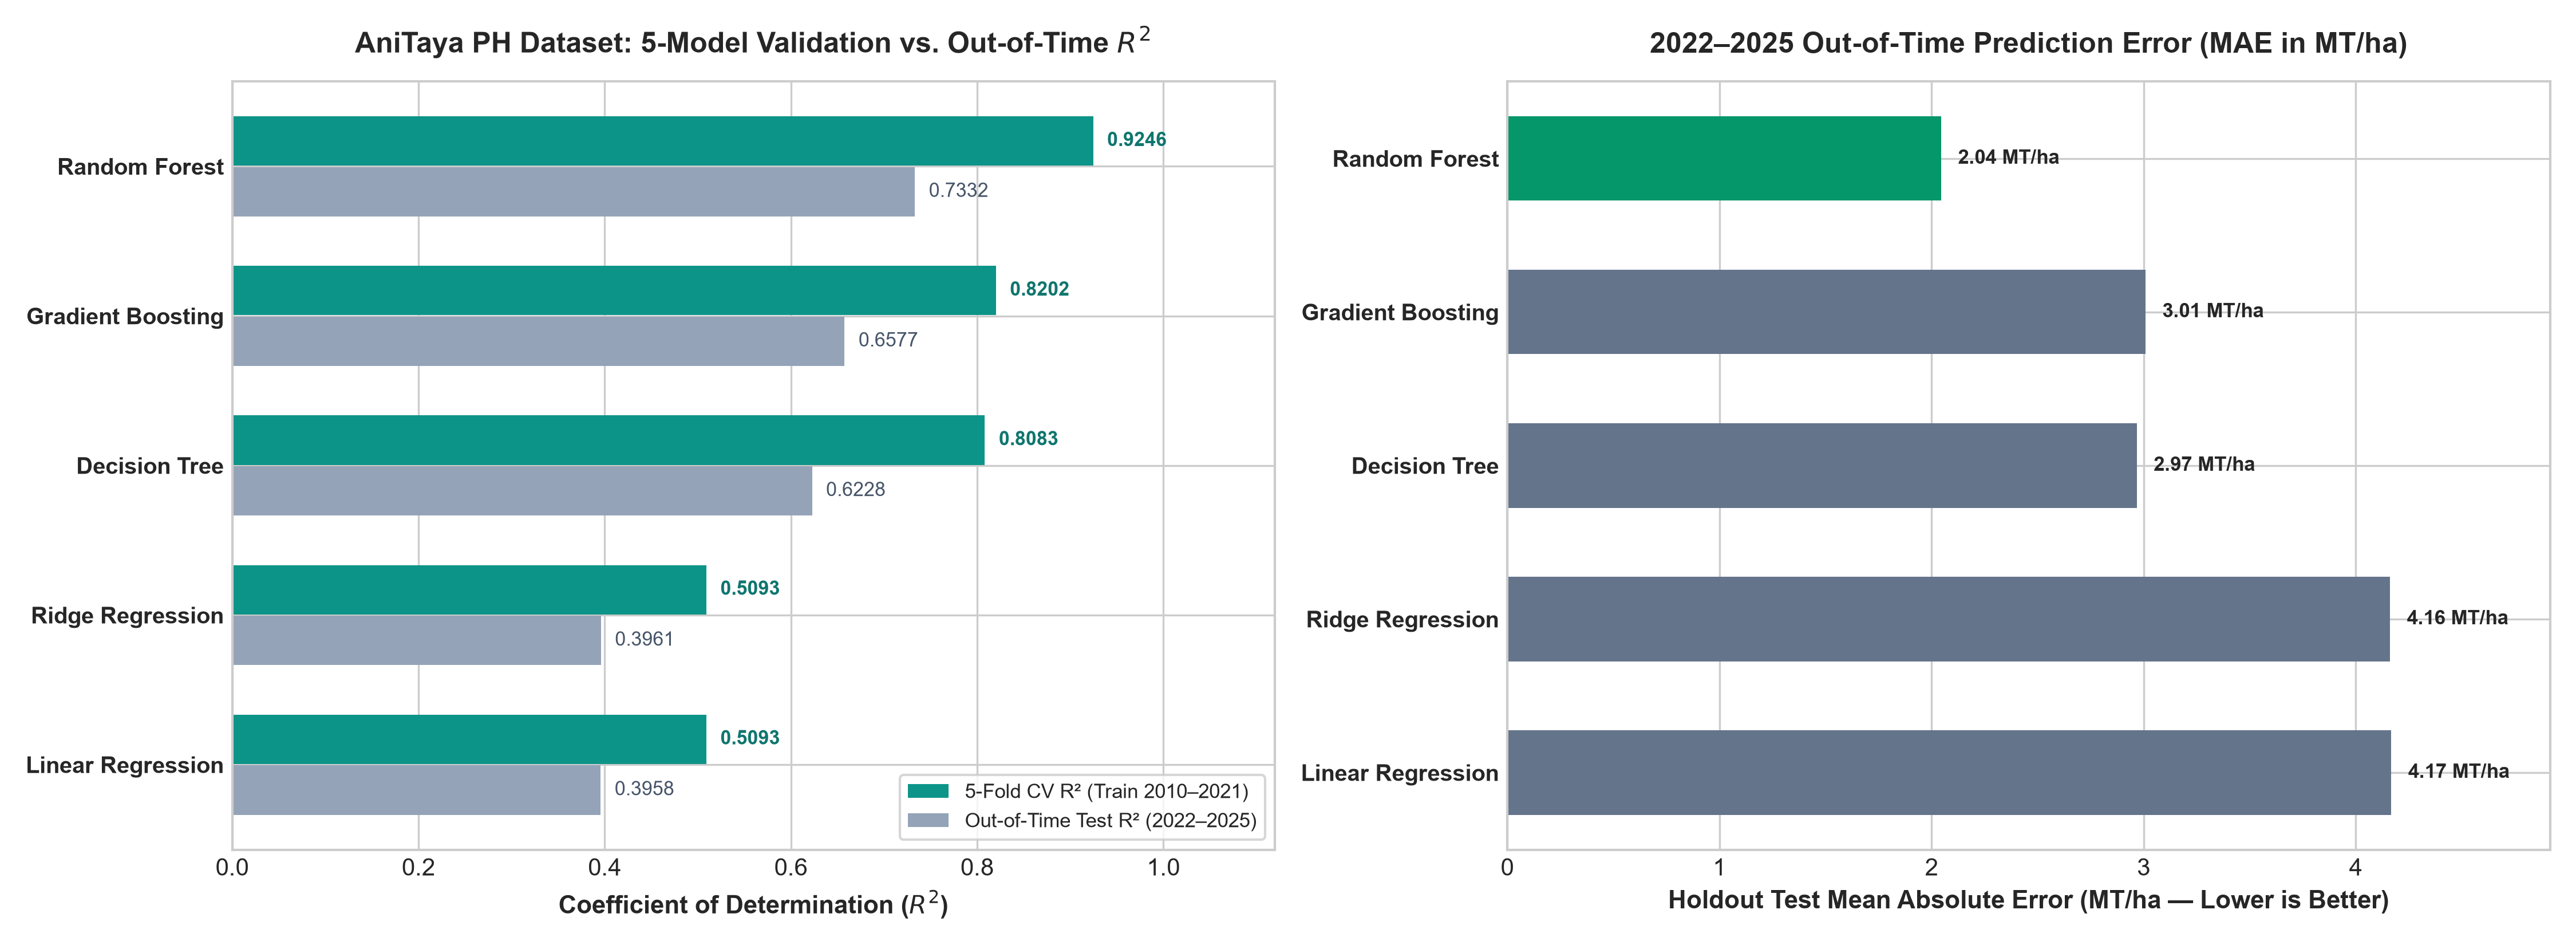 AniTaya PH Dataset: 5-Model Validation vs. Out-of-Time R²
Random Forest
Gradient Boosting
Decision Tree
Ridge Regression
Linear Regression
0.9246
0.7332
0.8202
0.6577
0.8083
0.6228
0.5093
0.3961
0.5093
0.3958
5-Fold CV R² (Train 2010–2021)
Out-of-Time Test R² (2022–2025)
0.0 0.2 0.4 0.6 0.8 1.0
Coefficient of Determination (R²)
2022–2025 Out-of-Time Prediction Error (MAE in MT/ha)
Random Forest
Gradient Boosting
Decision Tree
Ridge Regression
Linear Regression
2.04 MT/ha
3.01 MT/ha
2.97 MT/ha
4.16 MT/ha
4.17 MT/ha
0 1 2 3 4
Holdout Test Mean Absolute Error (MT/ha — Lower is Better)